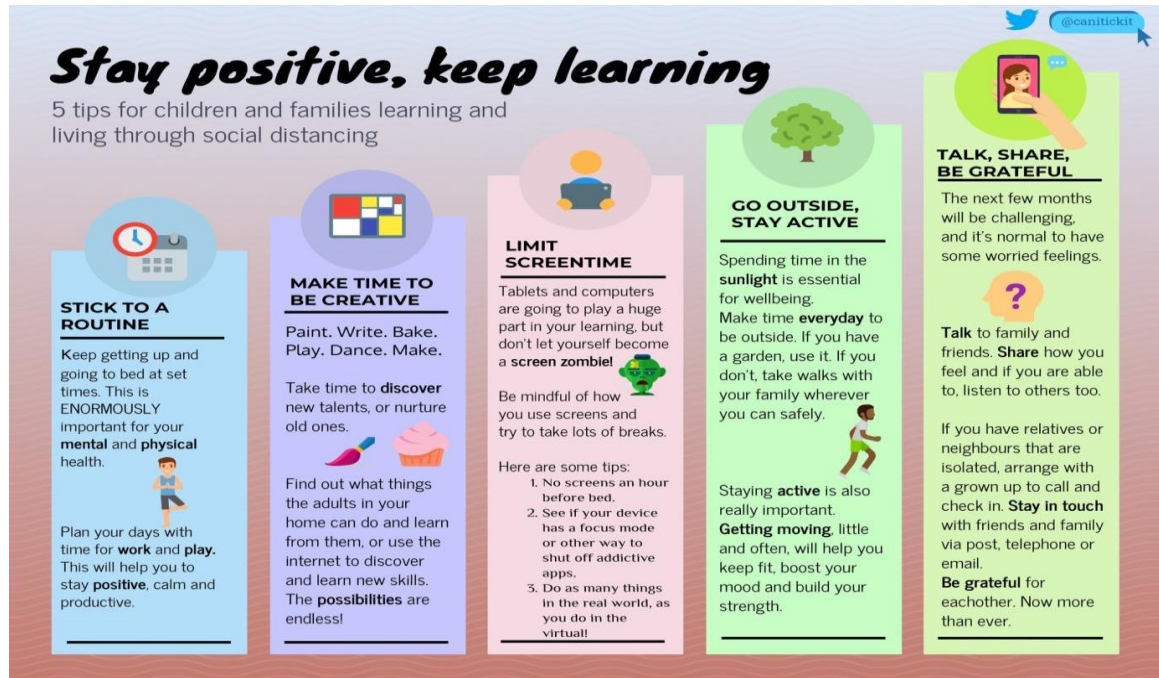 @canitickit
Stay positive, keep learning
5 tips for children and families learning and
living through social distancing
STICK TO A
ROUTINE
Keep getting up and
going to bed at set
times. This is
ENORMOUSLY
important for your
mental and physical
health.
Plan your days with
time for work and play.
This will help you to
stay positive, calm and
productive.
MAKE TIME TO
BE CREATIVE
Paint. Write. Bake.
Play. Dance. Make.
Take time to discover
new talents, or nurture
old ones.
Find out what things
the adults in your
home can do and learn
from them, or use the
internet to discover
and learn new skills.
The possibilities are
endless!
LIMIT
SCREENTIME
Tablets and computers
are going to play a huge
part in your learning, but
don't let yourself become
a screen zombie!
Be mindful of how
you use screens and
try to take lots of breaks.
Here are some tips:
1. No screens an hour
before bed.
2. See if your device
has a focus mode
or other way to
shut off addictive
apps.
3. Do as many things
in the real world, as
you do in the
virtual!
GO OUTSIDE,
STAY ACTIVE
Spending time in the
sunlight is essential
for wellbeing.
Make time everyday to
be outside. If you have
a garden, use it. If you
don't, take walks with
your family wherever
you can safely.
Staying active is also
really important.
Getting moving, little
and often, will help you
keep fit, boost your
mood and build your
strength.
TALK, SHARE,
BE GRATEFUL
The next few months
will be challenging,
and it's normal to have
some worried feelings.
?
Talk to family and
friends. Share how you
feel and if you are able
to, listen to others too.
If you have relatives or
neighbours that are
isolated, arrange with
a grown up to call and
check in. Stay in touch
with friends and family
via post, telephone or
email.
Be grateful for
eachother. Now more
than ever.